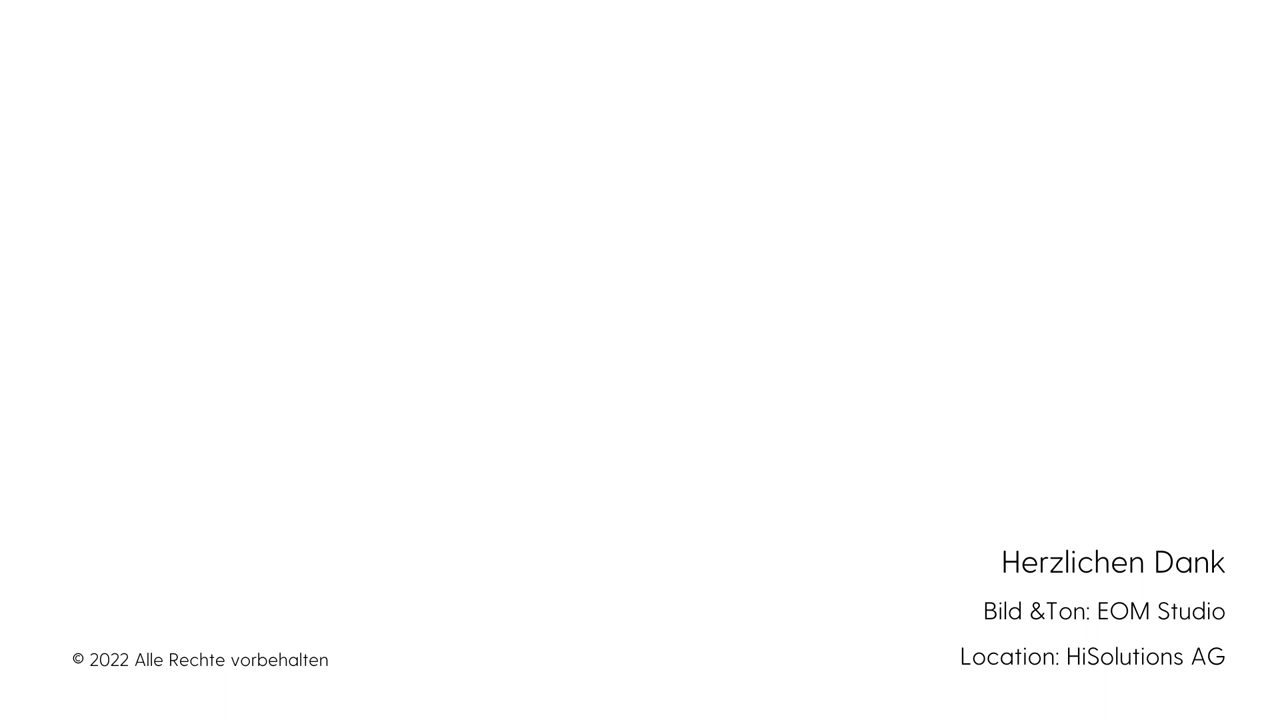 Herzlichen Dank
Bild &Ton: EOM Studio
Location: HiSolutions AG
© 2022 Alle Rechte vorbehalten